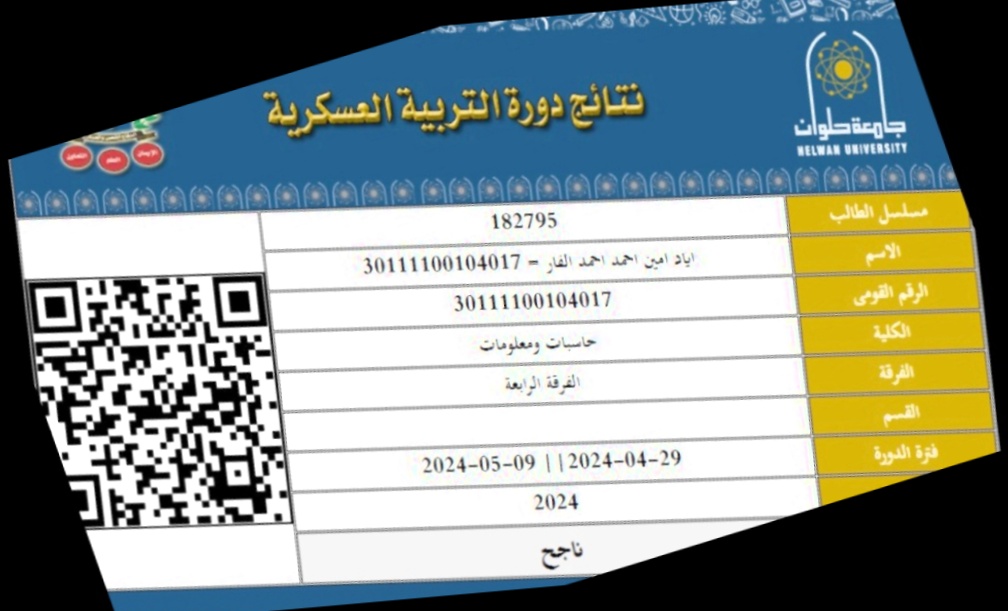 نتائج دورة التربية العسكرية
جامعة حلوان
HELWAN UNIVERSITY
مسلسل الطالب 182795
الاسم اياد امين احمد احمد الفار = 30111100104017
الرقم القومى 30111100104017
الكلية حاسبات ومعلومات
الفرقة الفرقة الرابعة
القسم
فترة الدورة 2024-04-29 || 2024-05-09
2024
ناجح